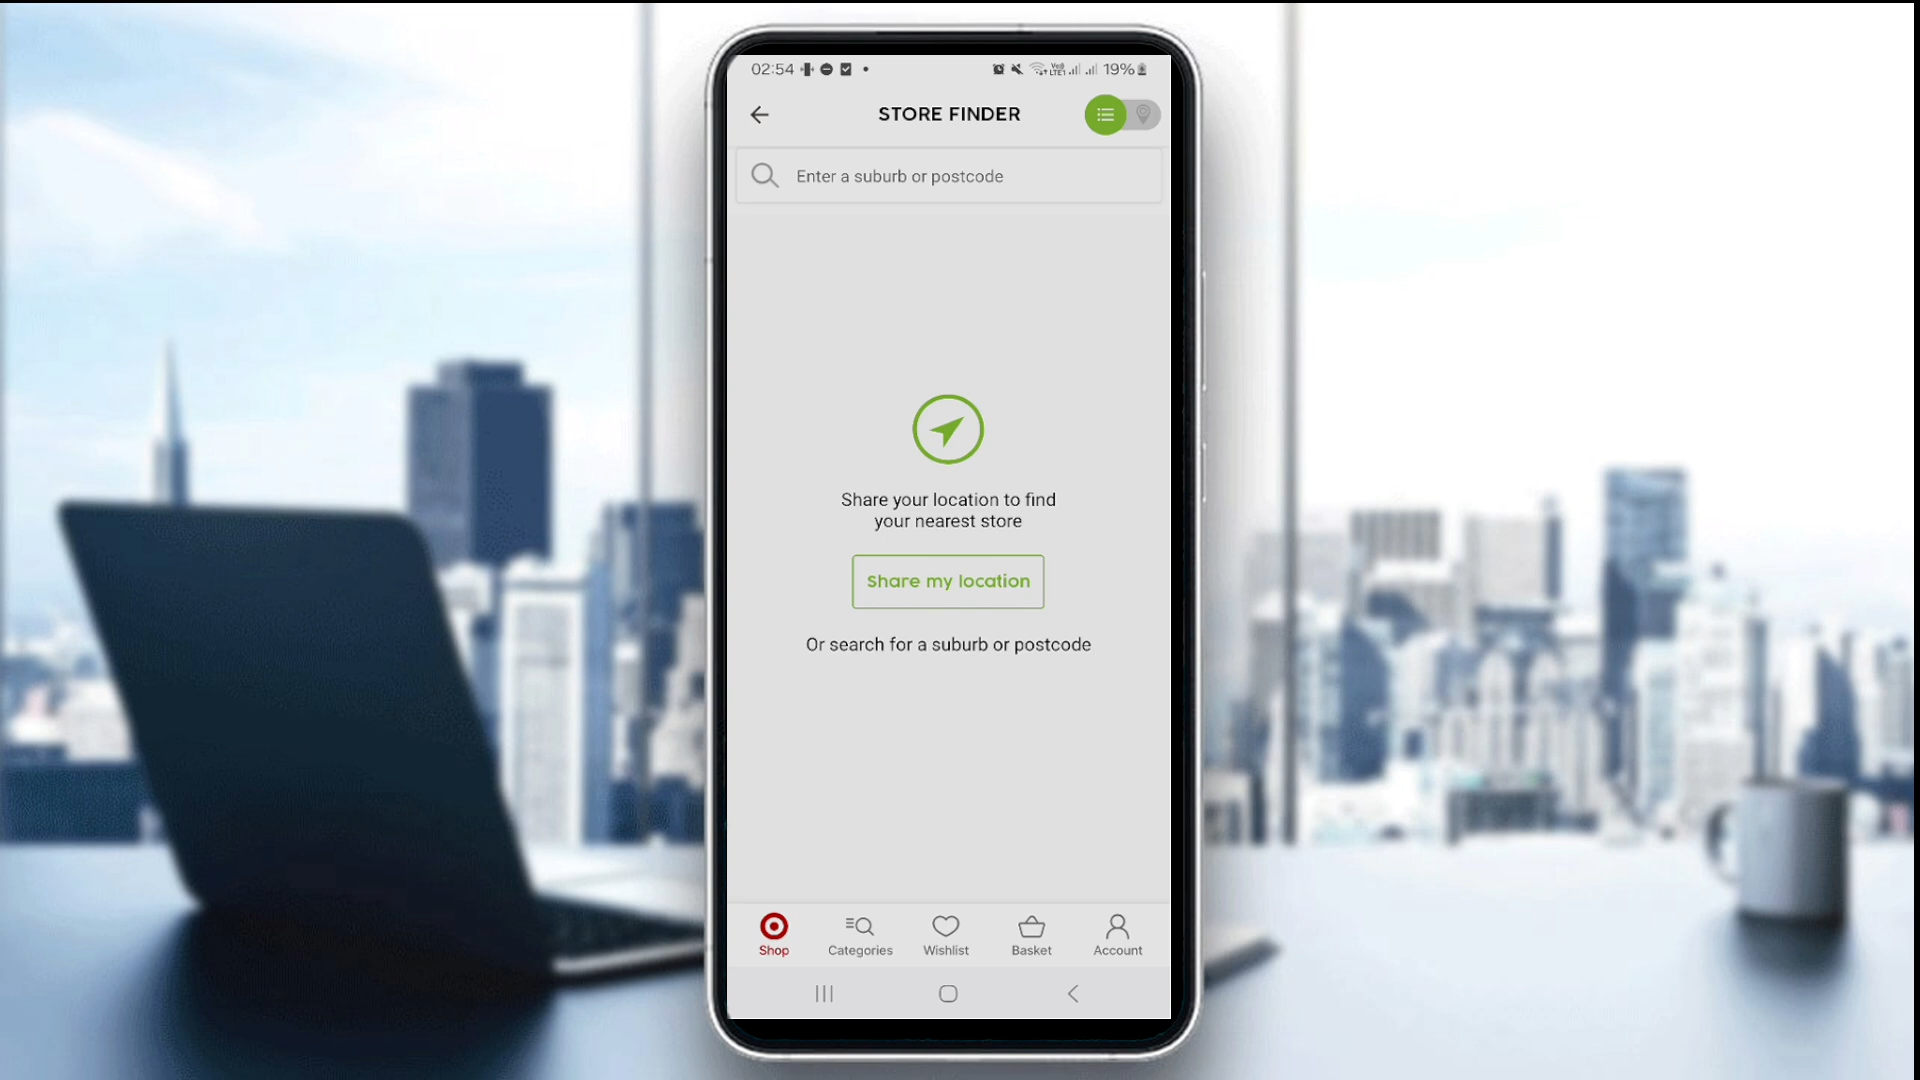 02:54 19%
STORE FINDER
Enter a suburb or postcode
Share your location to find
your nearest store
Share my location
Or search for a suburb or postcode
Shop Categories Wishlist Basket Account